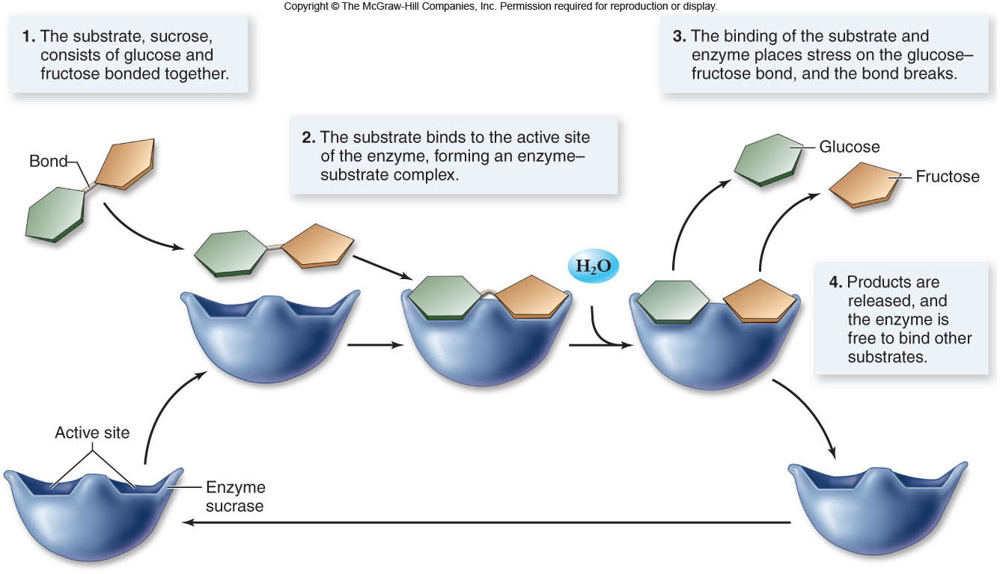 Copyright © The McGraw-Hill Companies, Inc. Permission required for reproduction or display.
1. The substrate, sucrose,
consists of glucose and
fructose bonded together.
2. The substrate binds to the active site
of the enzyme, forming an enzyme–
substrate complex.
3. The binding of the substrate and
enzyme places stress on the glucose–
fructose bond, and the bond breaks.
Bond
Glucose
Fructose
H₂O
4. Products are
released, and
the enzyme is
free to bind other
substrates.
Active site
Enzyme
sucrase